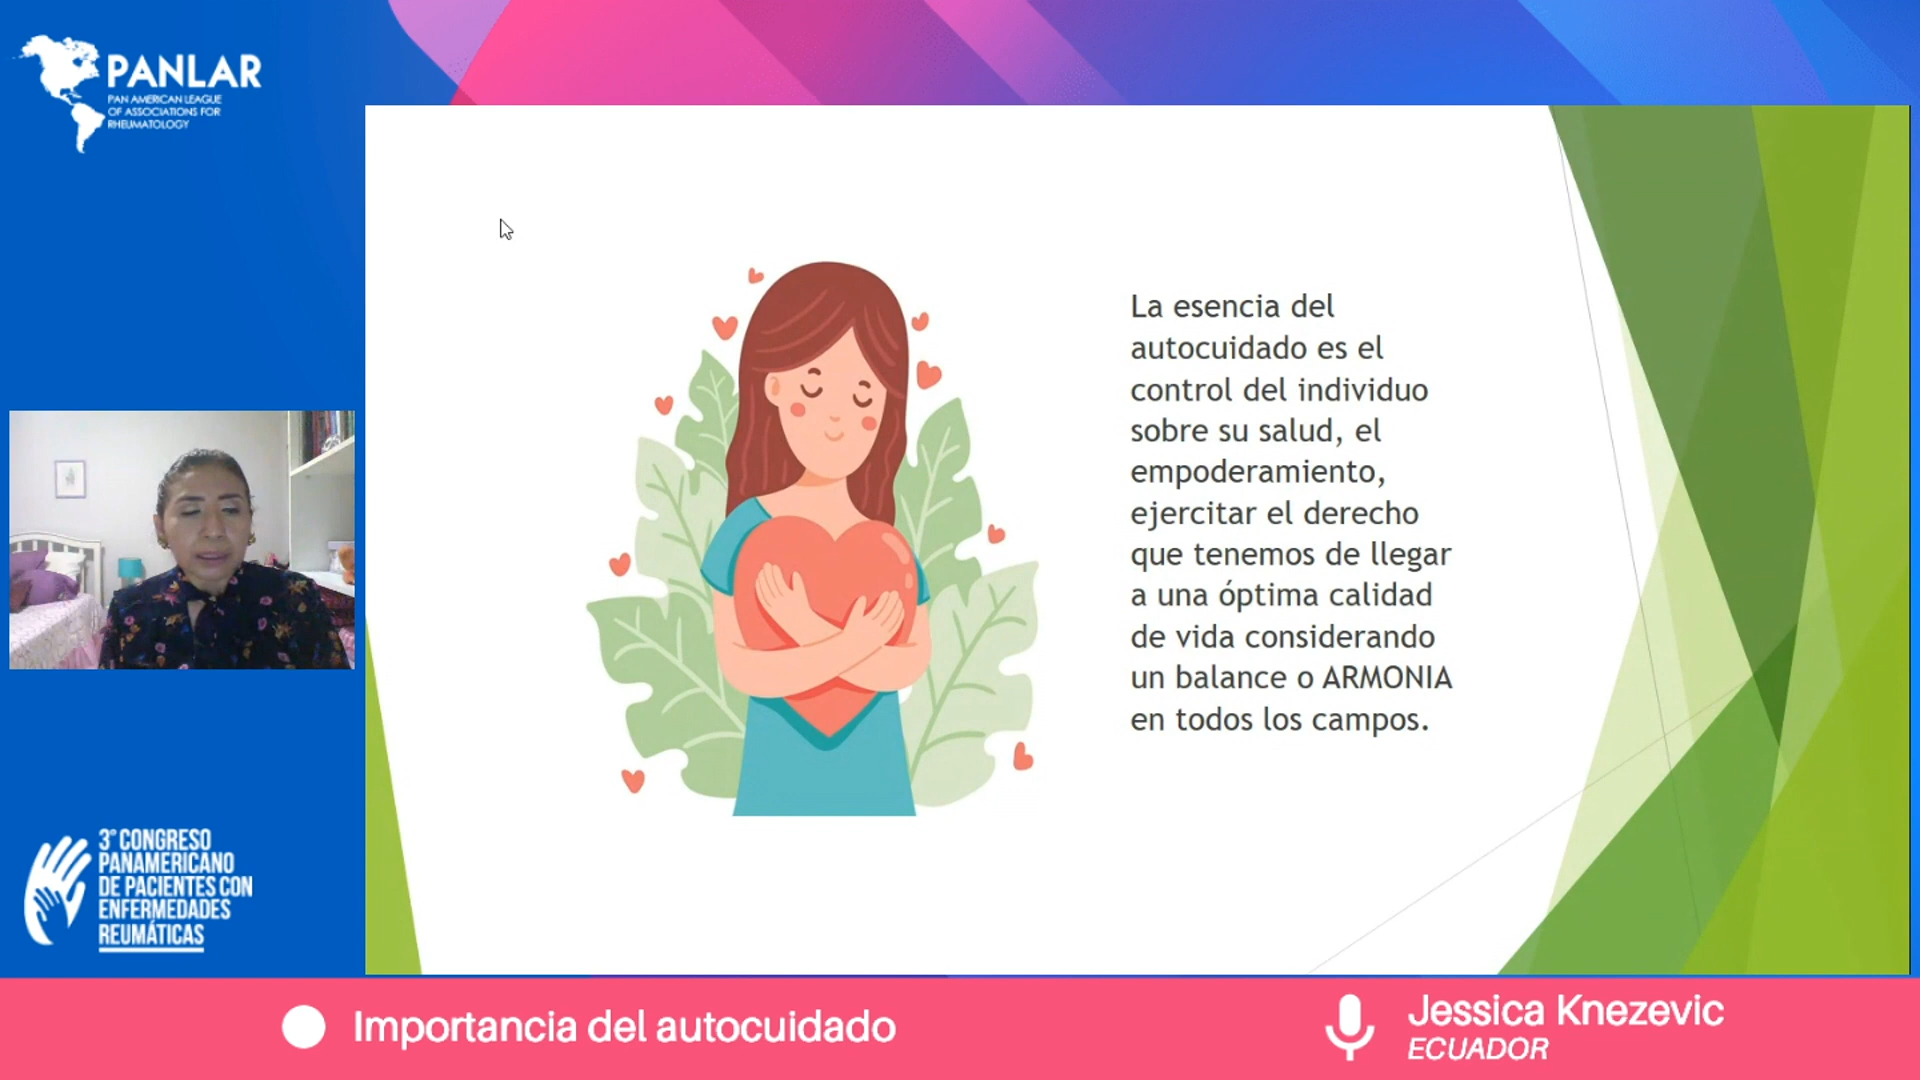 PANLAR
PAN AMERICAN LEAGUE
OF ASSOCIATIONS FOR
RHEUMATOLOGY
La esencia del
autocuidado es el
control del individuo
sobre su salud, el
empoderamiento,
ejercitar el derecho
que tenemos de llegar
a una óptima calidad
de vida considerando
un balance o ARMONIA
en todos los campos.
3° CONGRESO
PANAMERICANO
DE PACIENTES CON
ENFERMEDADES
REUMÁTICAS
Importancia del autocuidado
Jessica Knezevic
ECUADOR